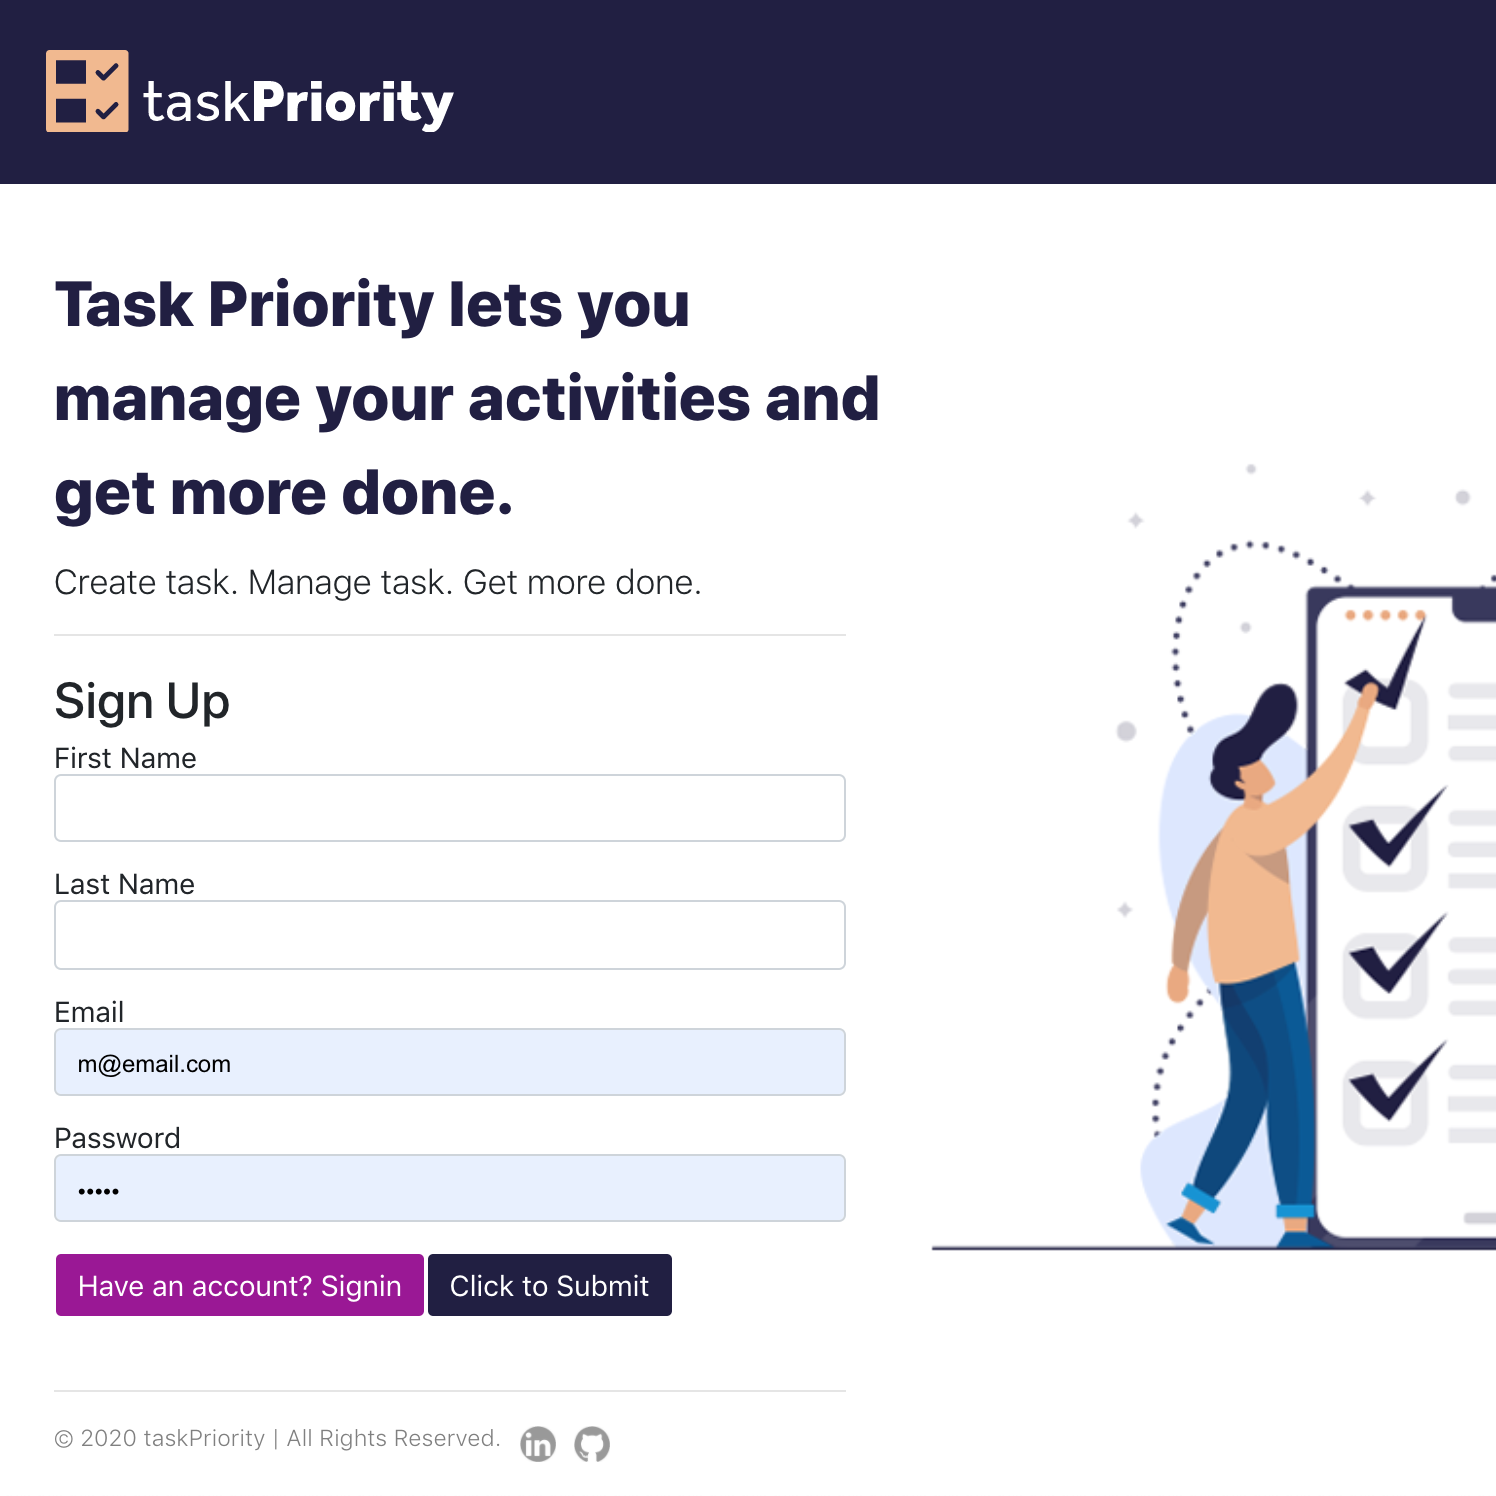 taskPriority
Task Priority lets you
manage your activities and
get more done.
Create task. Manage task. Get more done.
Sign Up
First Name
Last Name
Email
m@email.com
Password
•••••
Have an account? Signin
Click to Submit
© 2020 taskPriority | All Rights Reserved.
in